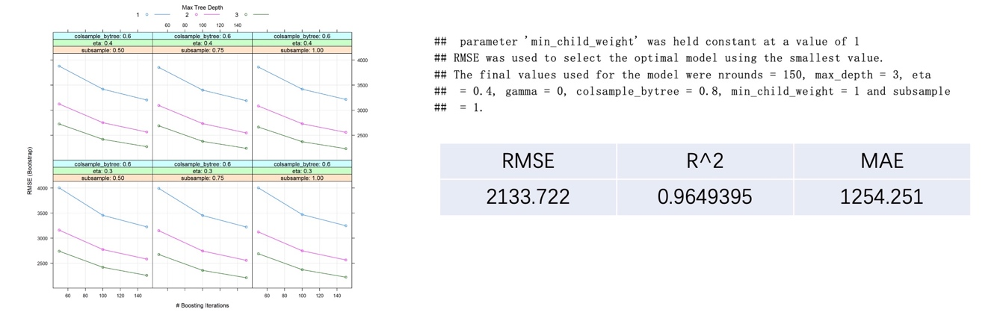 Max Tree Depth
1 2 3
60 80 100 120 140
colsample_bytree: 0.6 colsample_bytree: 0.6 colsample_bytree: 0.6
eta: 0.4 eta: 0.4 eta: 0.4
subsample: 0.50 subsample: 0.75 subsample: 1.00
4000
3500
3000
2500
colsample_bytree: 0.6 colsample_bytree: 0.6 colsample_bytree: 0.6
eta: 0.3 eta: 0.3 eta: 0.3
subsample: 0.50 subsample: 0.75 subsample: 1.00
4000
3500
3000
2500
60 80 100 120 140 60 80 100 120 140
RMSE (Bootstrap)
# Boosting Iterations
##  parameter 'min_child_weight' was held constant at a value of 1
## RMSE was used to select the optimal model using the smallest value.
## The final values used for the model were nrounds = 150, max_depth = 3, eta
##  = 0.4, gamma = 0, colsample_bytree = 0.8, min_child_weight = 1 and subsample
##  = 1.
RMSE R^2 MAE
2133.722 0.9649395 1254.251